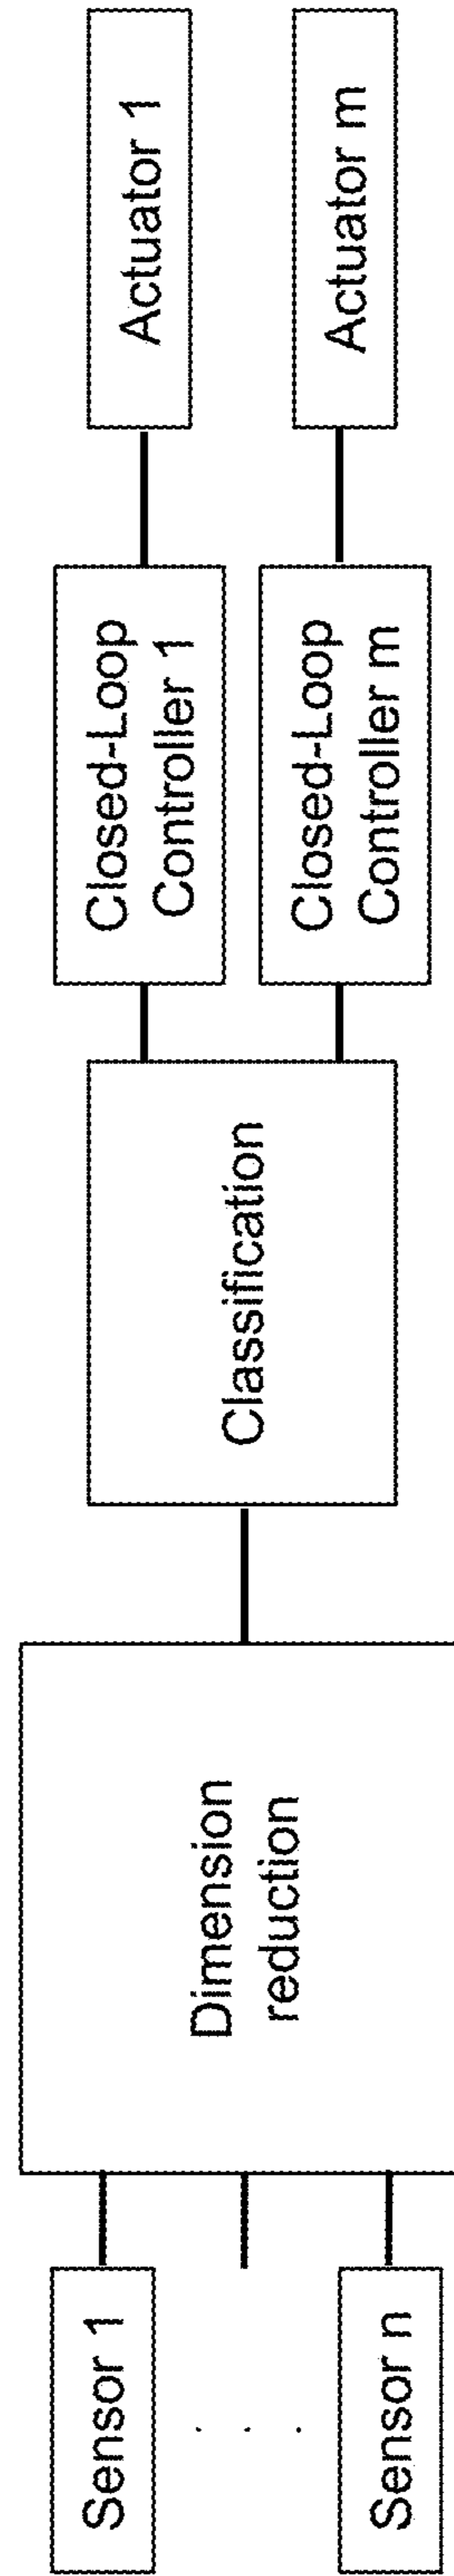 Sensor 1
. . .
Sensor n
Dimension
reduction
Classification
Closed-Loop
Controller 1
Closed-Loop
Controller m
Actuator 1
Actuator m